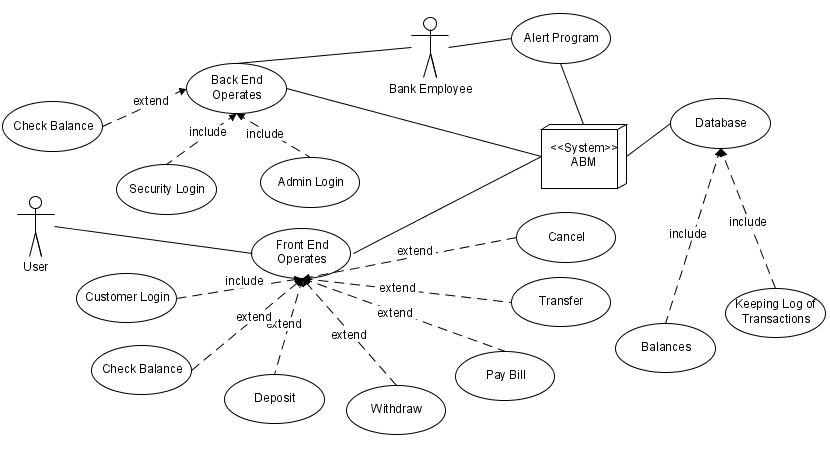 Alert Program
Bank Employee
Back End
Operates
extend
Check Balance
include
include
Security Login
Admin Login
<<System>>
ABM
Database
User
Front End
Operates
extend
Cancel
include
include
include
Customer Login
extend
Transfer
extend
Keeping Log of
Transactions
extend
extend
extend
Balances
Check Balance
Pay Bill
Deposit
Withdraw